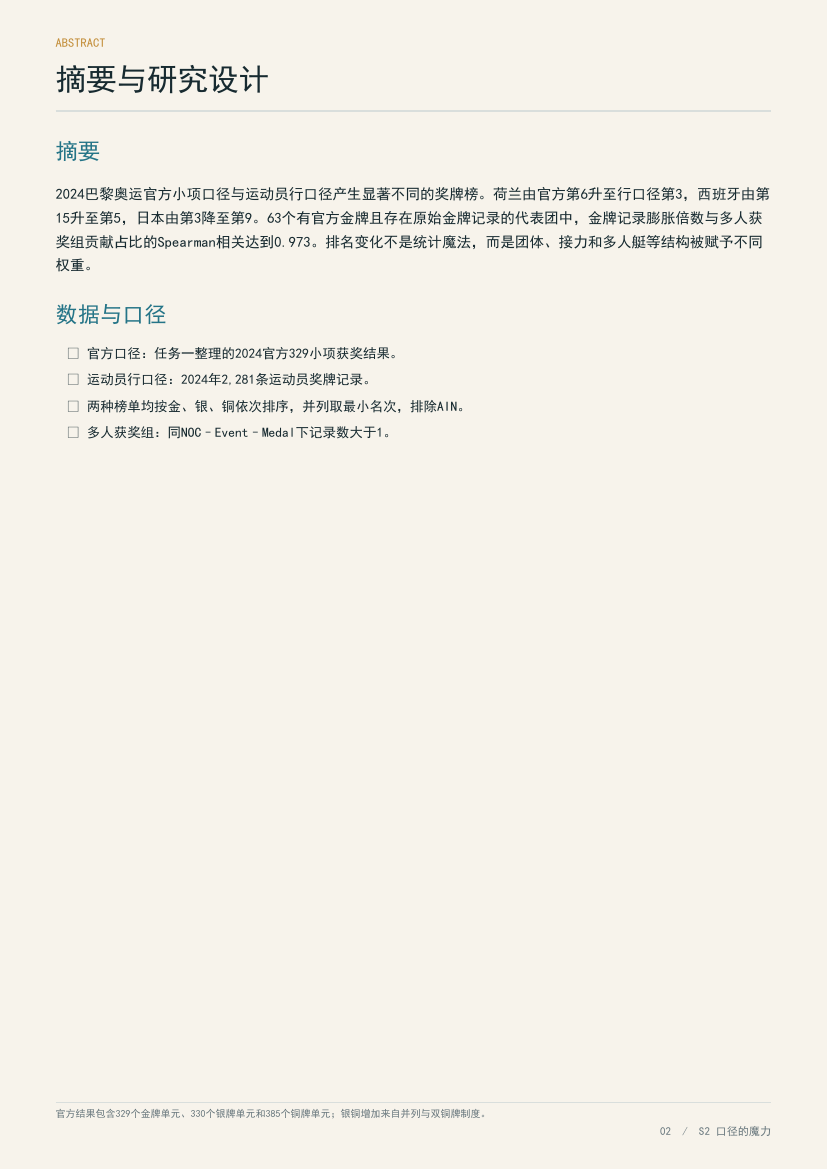 ABSTRACT
摘要与研究设计
摘要
2024巴黎奥运官方小项口径与运动员行口径产生显著不同的奖牌榜。荷兰由官方第6升至行口径第3，西班牙由第
15升至第5，日本由第3降至第9。63个有官方金牌且存在原始金牌记录的代表团中，金牌记录膨胀倍数与多人获
奖组贡献占比的Spearman相关达到0.973。排名变化不是统计魔法，而是团体、接力和多人艇等结构被赋予不同
权重。
数据与口径
□ 官方口径：任务一整理的2024官方329小项获奖结果。
□ 运动员行口径：2024年2,281条运动员奖牌记录。
□ 两种榜单均按金、银、铜依次排序，并列取最小名次，排除AIN。
□ 多人获奖组：同NOC–Event–Medal下记录数大于1。
官方结果包含329个金牌单元、330个银牌单元和385个铜牌单元；银铜增加来自并列与双铜牌制度。
02 / S2 口径的魔力